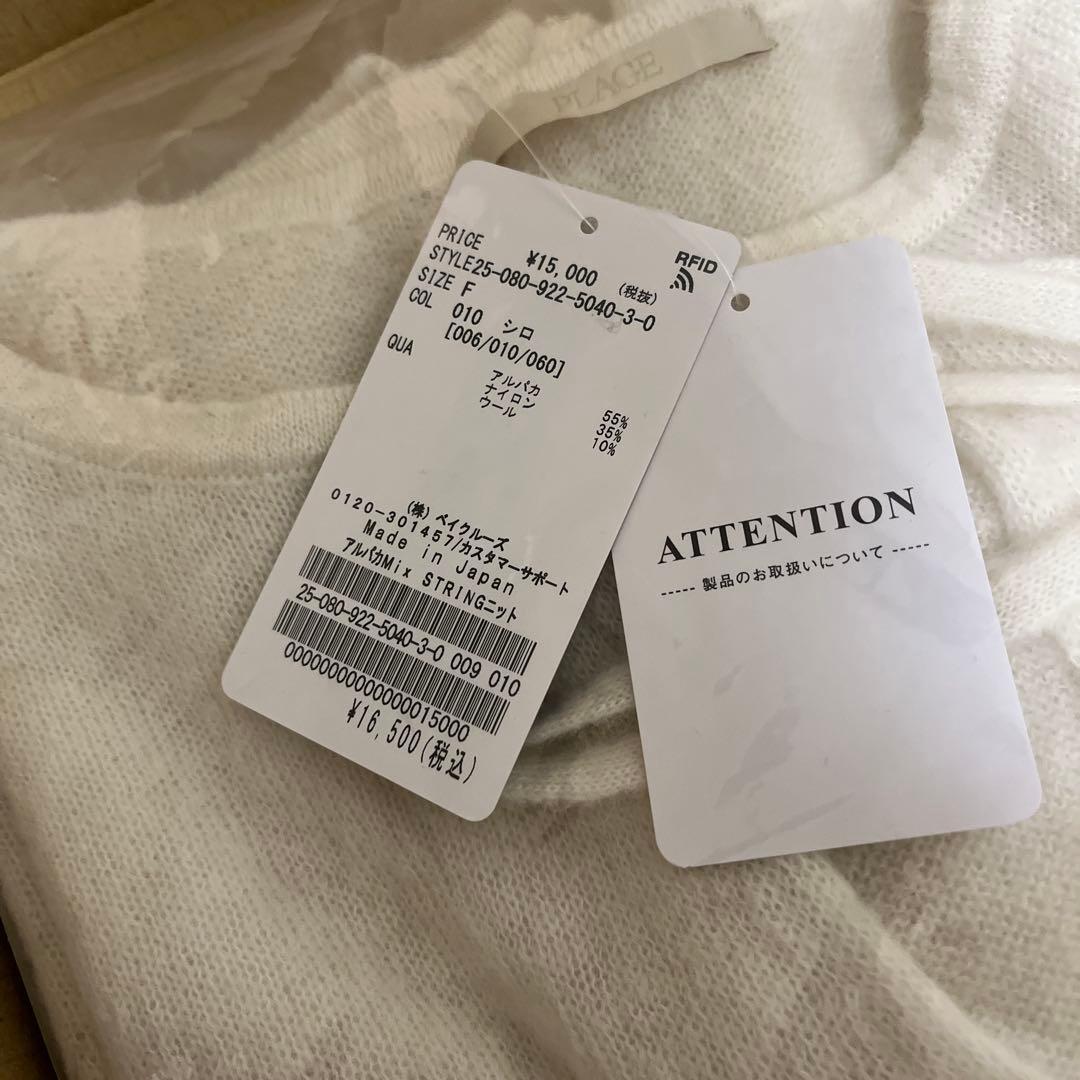 PLAGE
PRICE ¥15,000 (税抜)
RFID
STYLE25-080-922-5040-3-0
SIZE F
COL 010 シロ
[006/010/060]
QUA
アルパカ 55%
ナイロン 35%
ウール 10%
(株) ベイクルーズ
0120-301457/カスタマーサポート
Made in Japan
アルパカMix STRINGニット
25-080-922-5040-3-0 009 010
0000000000000015000
¥16,500(税込)
ATTENTION
----- 製品のお取扱いについて -----